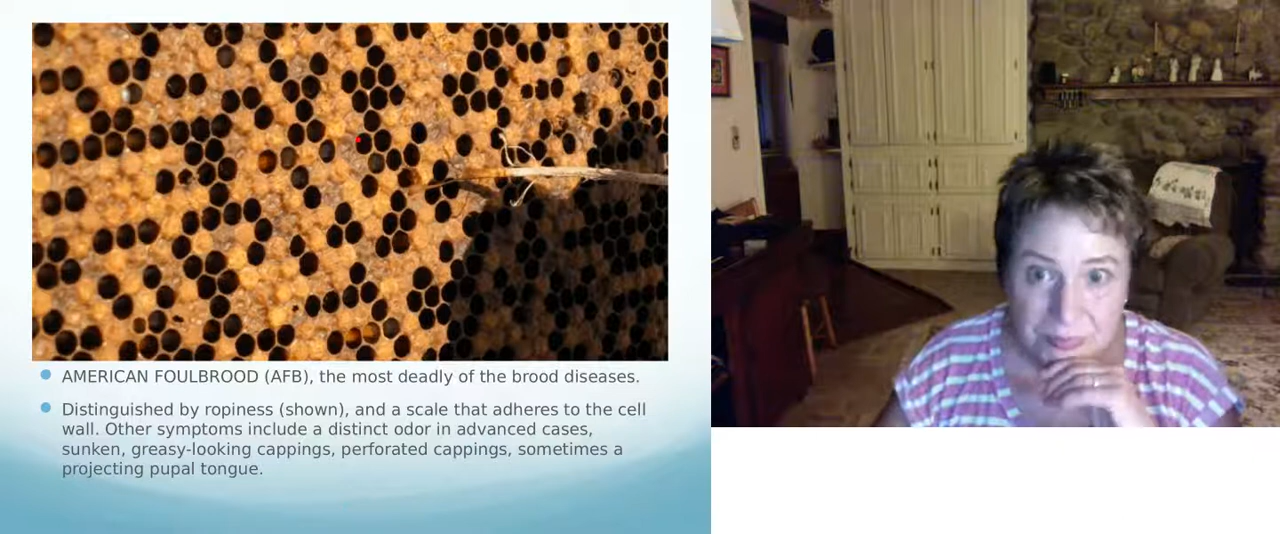 AMERICAN FOULBROOD (AFB), the most deadly of the brood diseases.
Distinguished by ropiness (shown), and a scale that adheres to the cell
wall. Other symptoms include a distinct odor in advanced cases,
sunken, greasy-looking cappings, perforated cappings, sometimes a
projecting pupal tongue.